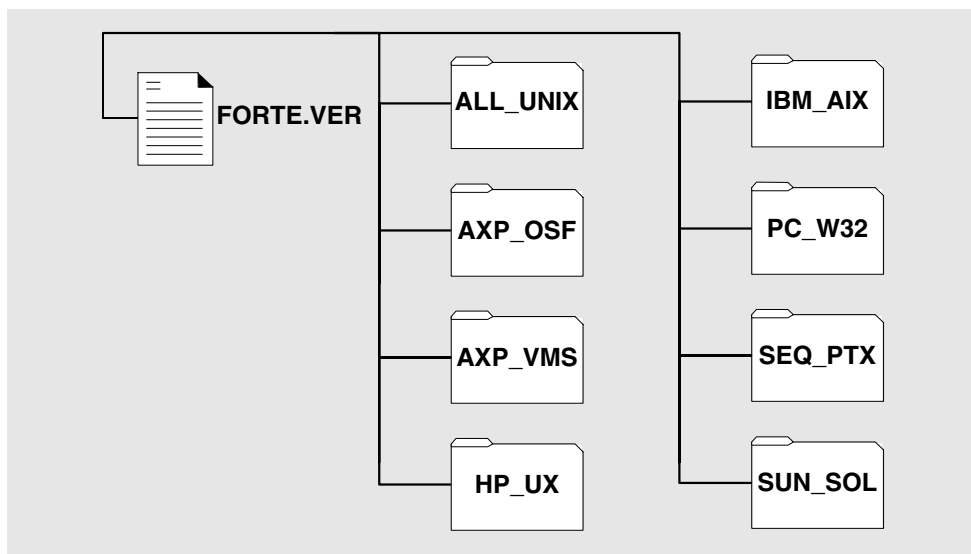 FORTE.VER
ALL_UNIX
AXP_OSF
AXP_VMS
HP_UX
IBM_AIX
PC_W32
SEQ_PTX
SUN_SOL